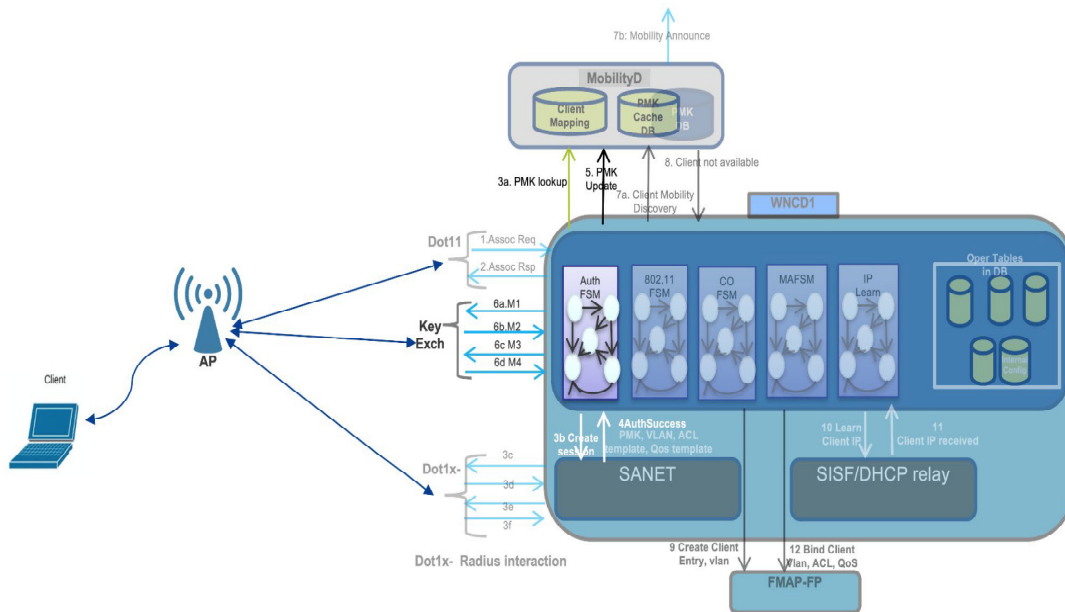 7b: Mobility Announce
MobilityD
Client
Mapping
PMK
Cache
DB
PMK
DB
3a. PMK lookup
5. PMK
Update
7a. Client Mobility
Discovery
8. Client not available
WNCD1
Dot11
1.Assoc Req
2.Assoc Rsp
Key
Exch
6a.M1
6b.M2
6c M3
6d M4
Auth
FSM
802.11
FSM
CO
FSM
MAFSM
IP
Learn
Oper Tables
in DB
Internal
Config
AP
Client
3b Create
session
4AuthSuccess
PMK, VLAN, ACL
template, Qos template
10 Learn
Client IP
11
Client IP received
Dot1x-
3c
3d
3e
3f
SANET
SISF/DHCP relay
Dot1x- Radius interaction
9 Create Client
Entry, vlan
12 Bind Client
Vlan, ACL, QoS
FMAP-FP